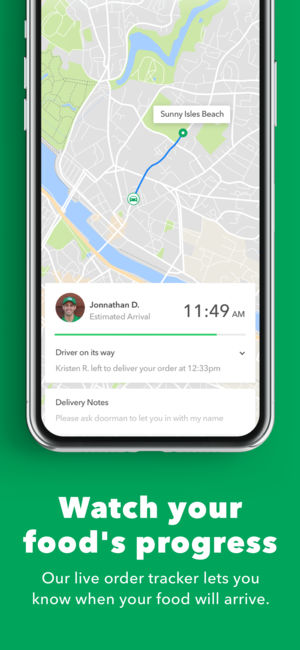 Sunny Isles Beach
Jonnathan D.
Estimated Arrival
11:49 AM
Driver on its way
Kristen R. left to deliver your order at 12:33pm
Delivery Notes
Please ask doorman to let you in with my name
Watch your
food's progress
Our live order tracker lets you
know when your food will arrive.